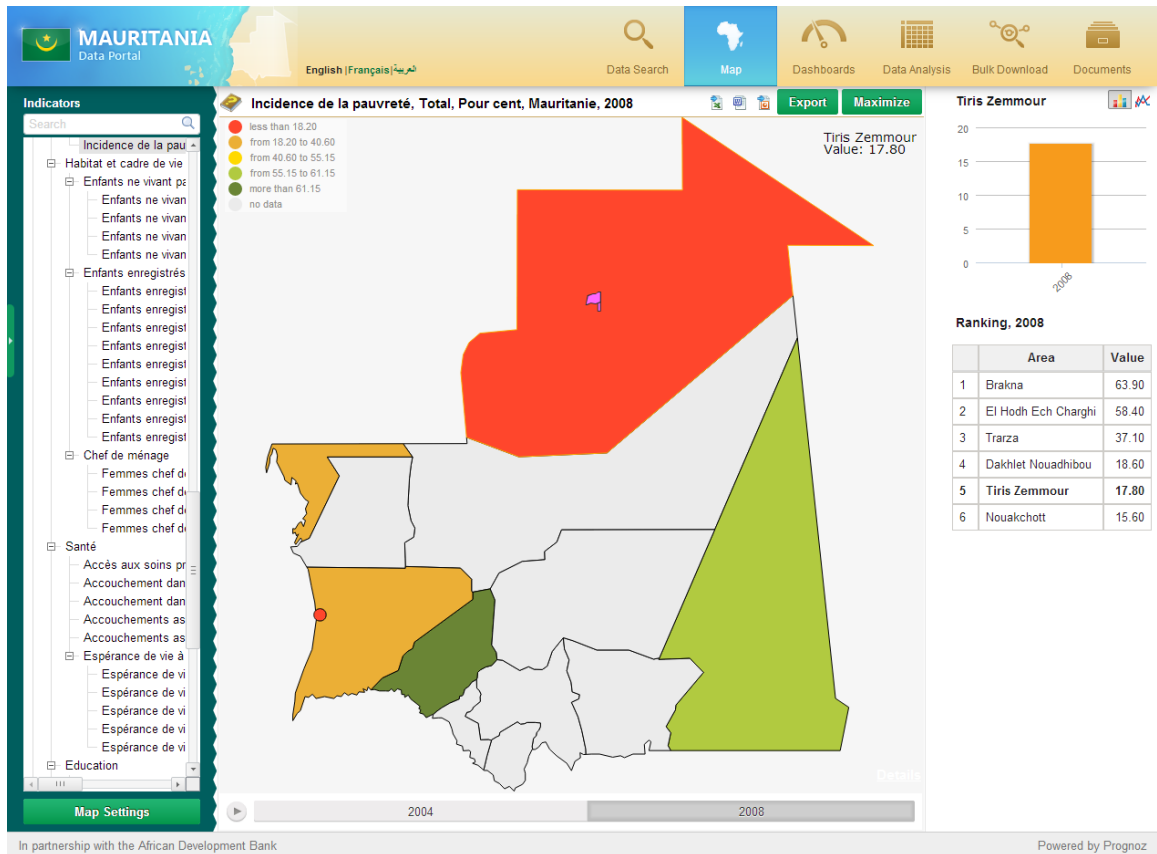 MAURITANIA
Data Portal
English |Français|العربية
Data Search
Map
Dashboards
Data Analysis
Bulk Download
Documents
Indicators
Search
Incidence de la pau
Habitat et cadre de vie
Enfants ne vivant pa
Enfants ne vivan
Enfants ne vivan
Enfants ne vivan
Enfants ne vivan
Enfants enregistrés
Enfants enregist
Enfants enregist
Enfants enregist
Enfants enregist
Enfants enregist
Enfants enregist
Enfants enregist
Enfants enregist
Enfants enregist
Chef de ménage
Femmes chef de
Femmes chef de
Femmes chef de
Femmes chef de
Santé
Accès aux soins pr
Accouchement dan
Accouchement dan
Accouchements as
Accouchements as
Espérance de vie à
Espérance de vi
Espérance de vi
Espérance de vi
Espérance de vi
Espérance de vi
Education
Map Settings
Incidence de la pauvreté, Total, Pour cent, Mauritanie, 2008
Export
Maximize
less than 18.20
from 18.20 to 40.60
from 40.60 to 55.15
from 55.15 to 61.15
more than 61.15
no data
Tiris Zemmour
Value: 17.80
Details
2004
2008
Tiris Zemmour
20
15
10
5
0
2008
Ranking, 2008
Area Value
1 Brakna 63.90
2 El Hodh Ech Charghi 58.40
3 Trarza 37.10
4 Dakhlet Nouadhibou 18.60
5 Tiris Zemmour 17.80
6 Nouakchott 15.60
In partnership with the African Development Bank
Powered by Prognoz